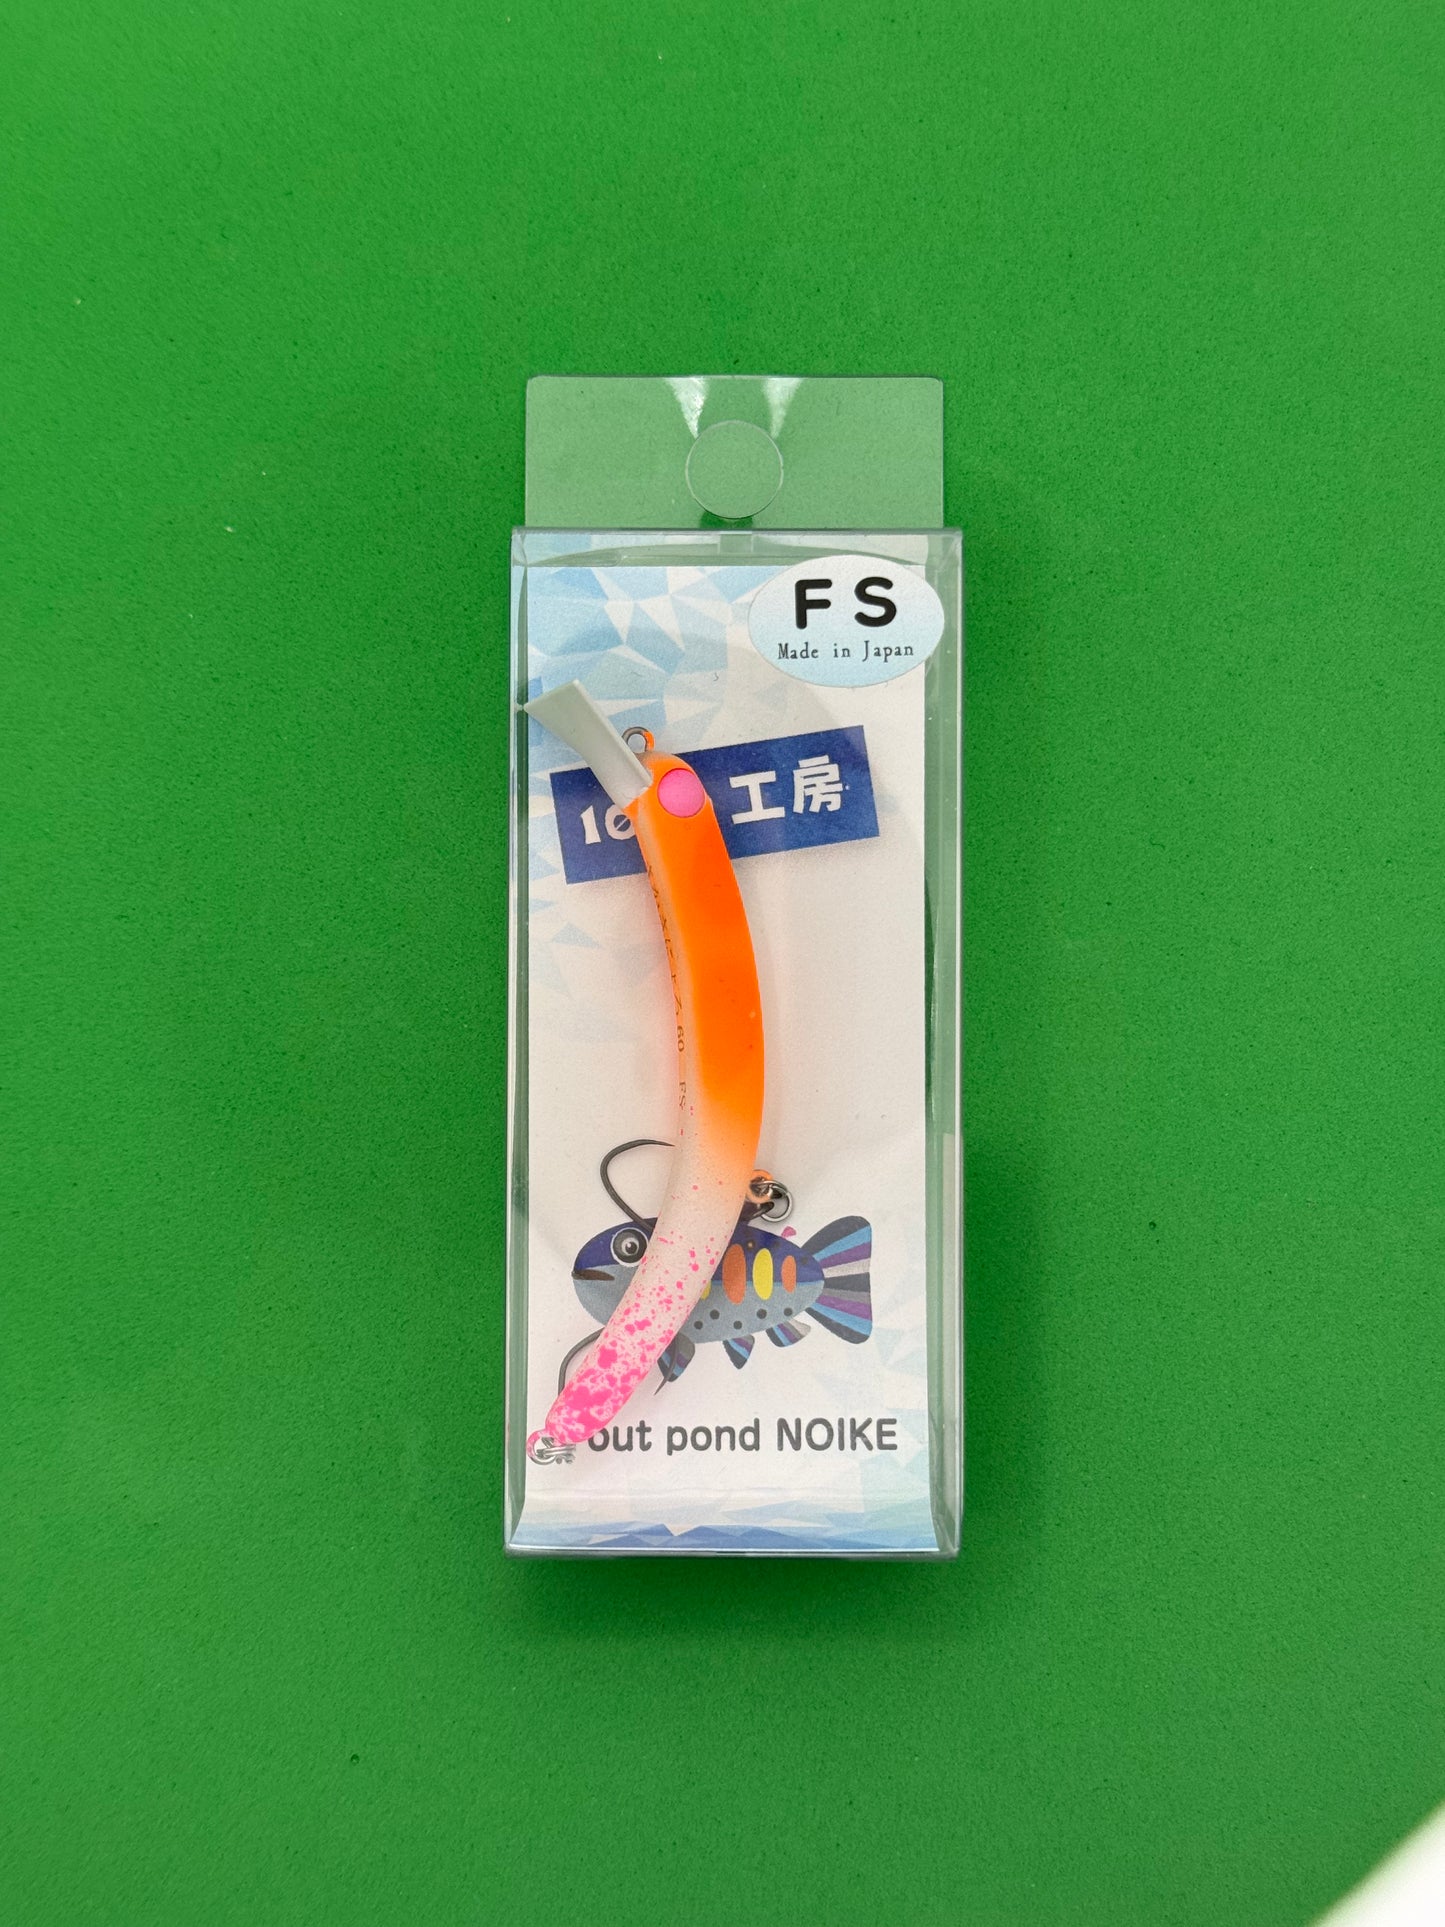 FS
Made in Japan
工房
out pond NOIKE